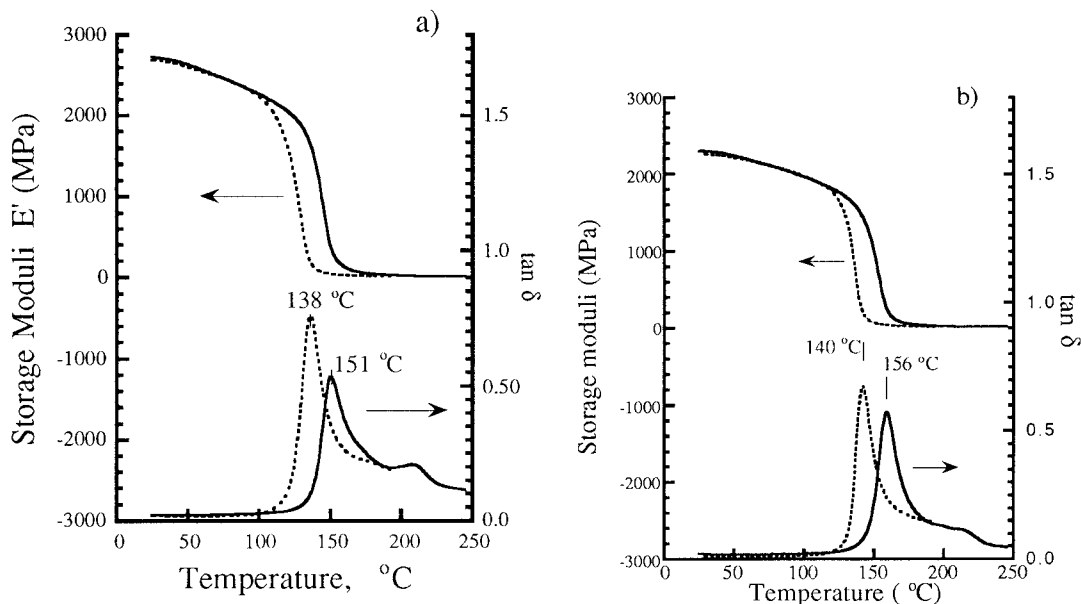 a)
3000
2000
1000
0
-1000
-2000
-3000
Storage Moduli E' (MPa)
1.5
1.0
0.50
0.0
tan δ
138 °C
151 °C
0
50
100
150
200
250
Temperature, °C
b)
3000
2000
1000
0
-1000
-2000
-3000
Storage moduli (MPa)
1.5
1.0
0.5
0.0
tan δ
140 °C
156 °C
0
50
100
150
200
250
Temperature ( °C)